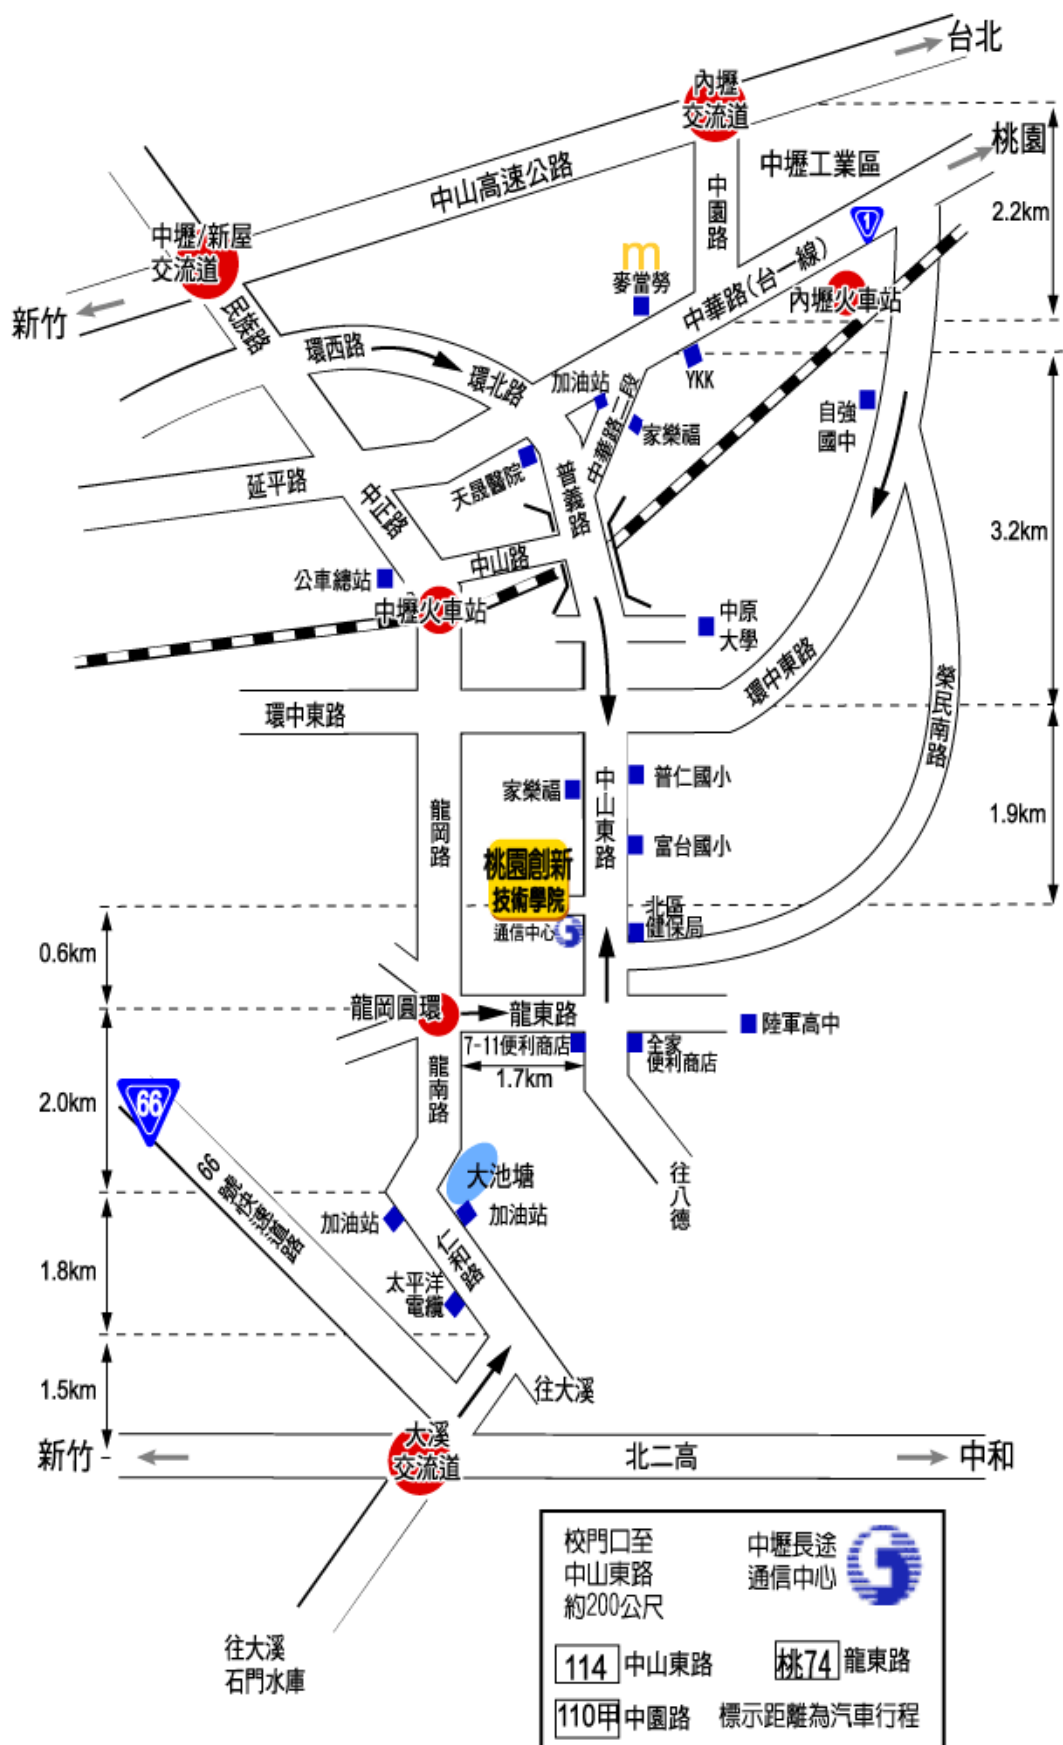 台北
內壢
交流道
桃園
中壢工業區
中山高速公路
中園路
2.2km
1
中壢/新屋
交流道
m
麥當勞
中華路(台一線)
內壢火車站
新竹
民族路
環西路
環北路
加油站
YKK
中華路二段
家樂福
自強
國中
延平路
天晟醫院
普義路
中正路
3.2km
中山路
公車總站
中壢火車站
中原
大學
環中東路
環中東路
榮民南路
家樂福
中山東路
普仁國小
龍岡路
1.9km
富台國小
桃園創新
技術學院
北區
健保局
通信中心
0.6km
龍岡圓環
龍東路
陸軍高中
7-11便利商店
全家
便利商店
1.7km
龍南路
2.0km
66
66號快速道路
大池塘
往八德
加油站
加油站
仁和路
1.8km
太平洋
電纜
1.5km
往大溪
大溪
交流道
新竹
北二高
中和
校門口至
中山東路
約200公尺
中壢長途
通信中心
往大溪
石門水庫
114 中山東路
桃74 龍東路
110甲 中園路
標示距離為汽車行程